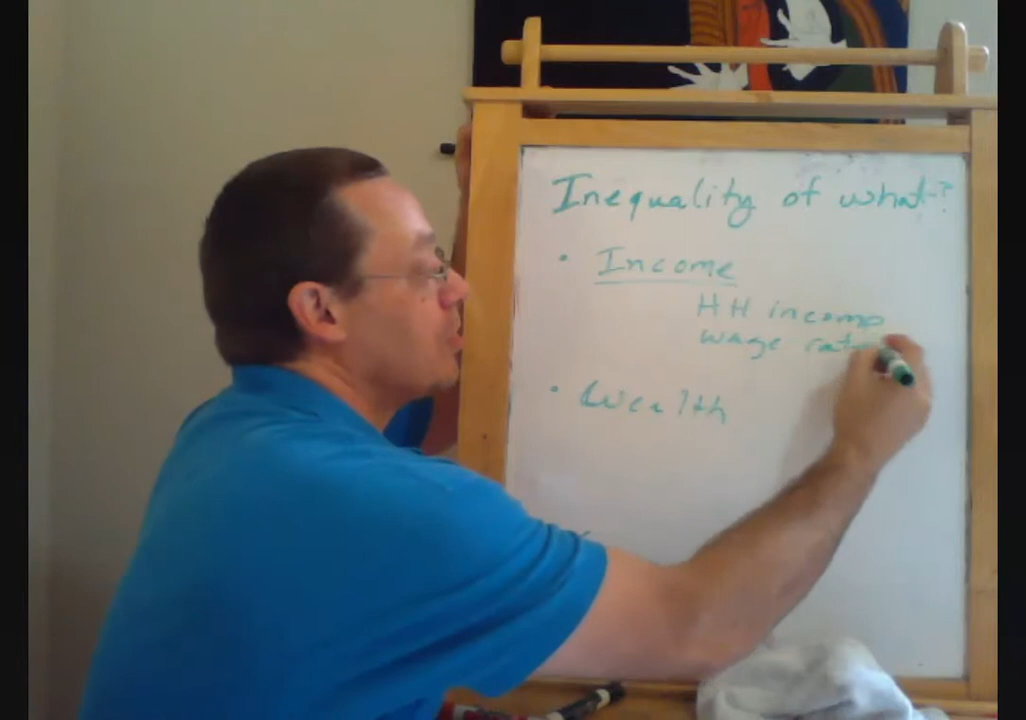 Inequality of what?
• Income
HH income
wage rat
• Wealth